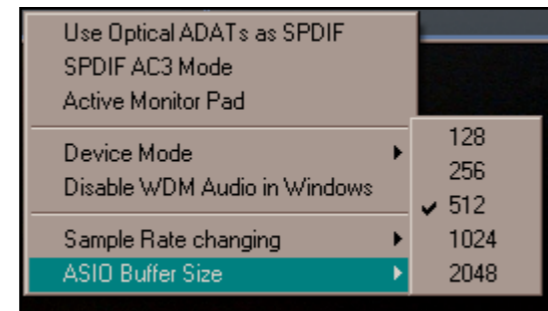 Use Optical ADATs as SPDIF
SPDIF AC3 Mode
Active Monitor Pad
Device Mode
Disable WDM Audio in Windows
Sample Rate changing
ASIO Buffer Size
128
256
512
1024
2048